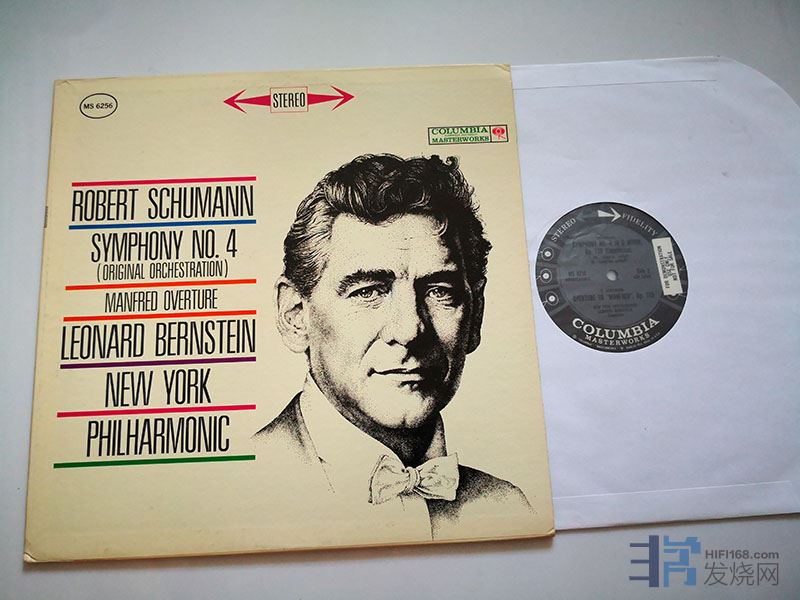 MS 6256
STEREO
COLUMBIA
MASTERWORKS
ROBERT SCHUMANN
SYMPHONY NO. 4
(ORIGINAL ORCHESTRATION)
MANFRED OVERTURE
LEONARD BERNSTEIN
NEW YORK
PHILHARMONIC
STEREO
FIDELITY
COLUMBIA
MASTERWORKS
HIFI168.com
发烧网